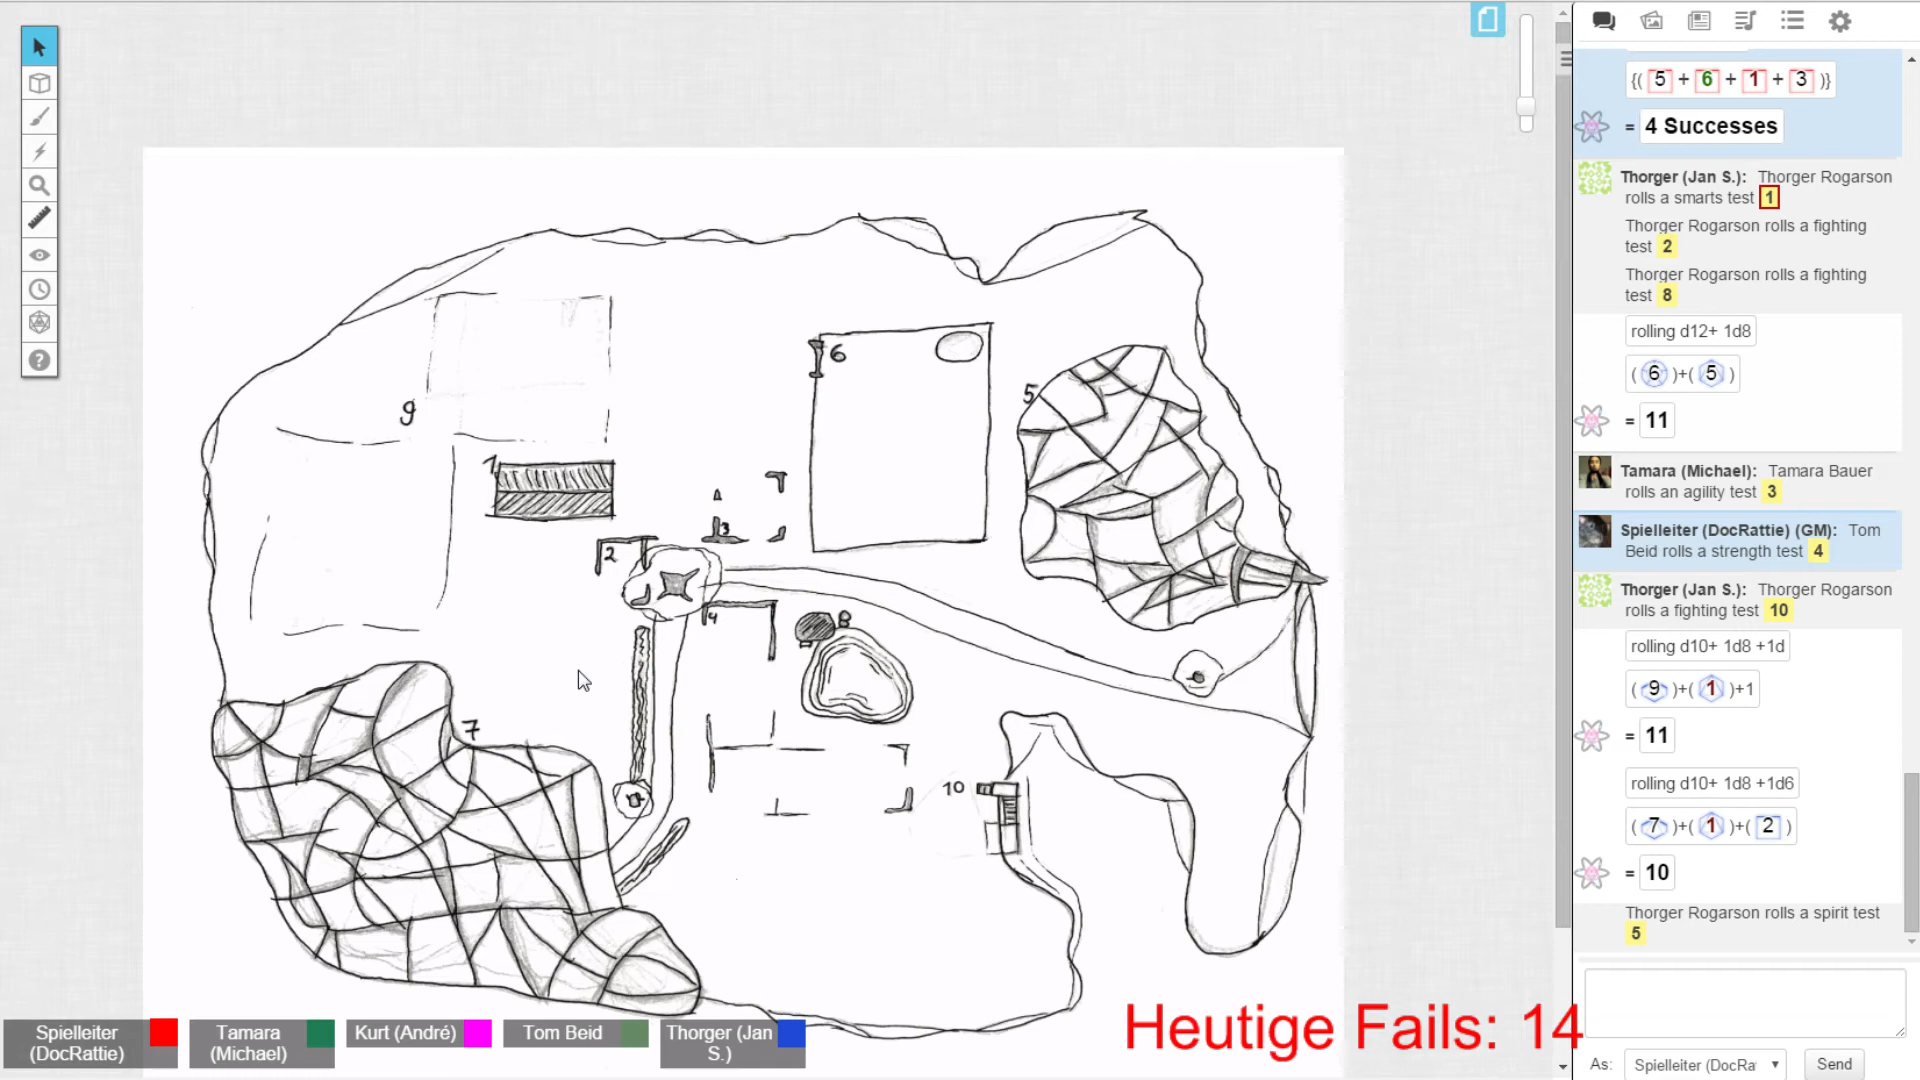 9
1
2
3
4
5
6
7
8
10
Spielleiter
(DocRattie)
Tamara
(Michael)
Kurt (André)
Tom Beid
Thorger (Jan
S.)
Heutige Fails: 14
{( 5 + 6 + 1 + 3 )}
= 4 Successes
Thorger (Jan S.): Thorger Rogarson
rolls a smarts test 1
Thorger Rogarson rolls a fighting
test 2
Thorger Rogarson rolls a fighting
test 8
rolling d12+ 1d8
( 6 )+( 5 )
= 11
Tamara (Michael): Tamara Bauer
rolls an agility test 3
Spielleiter (DocRattie) (GM): Tom
Beid rolls a strength test 4
Thorger (Jan S.): Thorger Rogarson
rolls a fighting test 10
rolling d10+ 1d8 +1d
( 9 )+( 1 )+1
= 11
rolling d10+ 1d8 +1d6
( 7 )+( 1 )+( 2 )
= 10
Thorger Rogarson rolls a spirit test
5
As: Spielleiter (DocRa Send